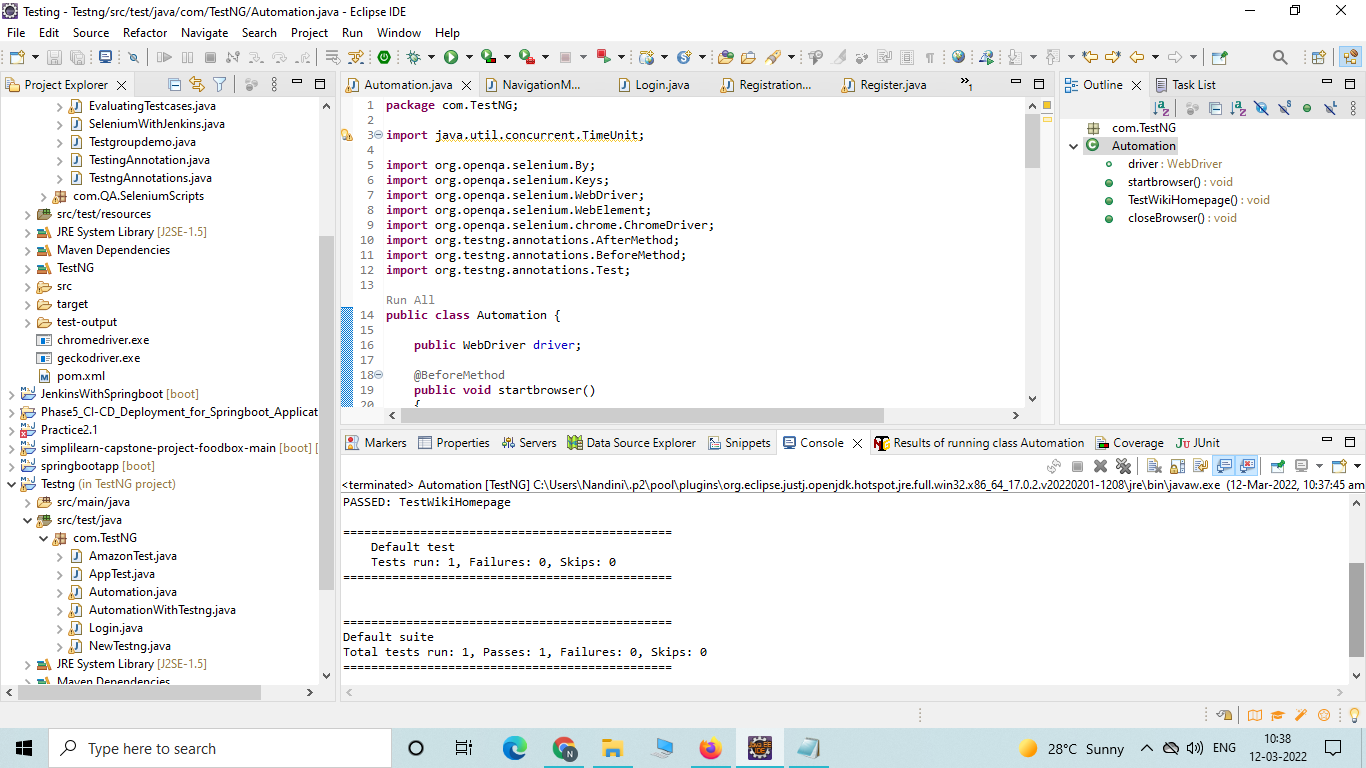 Testing - Testng/src/test/java/com/TestNG/Automation.java - Eclipse IDE
File Edit Source Refactor Navigate Search Project Run Window Help
Project Explorer
EvaluatingTestcases.java
SeleniumWithJenkins.java
Testgroupdemo.java
TestingAnnotation.java
TestngAnnotations.java
com.QA.SeleniumScripts
src/test/resources
JRE System Library [J2SE-1.5]
Maven Dependencies
TestNG
src
target
test-output
chromedriver.exe
geckodriver.exe
pom.xml
JenkinsWithSpringboot [boot]
Phase5_CI-CD_Deployment_for_Springboot_Applicat
Practice2.1
simplilearn-capstone-project-foodbox-main [boot] [
springbootapp [boot]
Testng (in TestNG project)
src/main/java
src/test/java
com.TestNG
AmazonTest.java
AppTest.java
Automation.java
AutomationWithTestng.java
Login.java
NewTestng.java
JRE System Library [J2SE-1.5]
Maven Dependencies
Automation.java NavigationM... Login.java Registration... Register.java »1
1 package com.TestNG;
2
3 import java.util.concurrent.TimeUnit;
4
5 import org.openqa.selenium.By;
6 import org.openqa.selenium.Keys;
7 import org.openqa.selenium.WebDriver;
8 import org.openqa.selenium.WebElement;
9 import org.openqa.selenium.chrome.ChromeDriver;
10 import org.testng.annotations.AfterMethod;
11 import org.testng.annotations.BeforeMethod;
12 import org.testng.annotations.Test;
13
Run All
14 public class Automation {
15
16 public WebDriver driver;
17
18 @BeforeMethod
19 public void startbrowser()
20 {
Outline Task List
com.TestNG
Automation
driver : WebDriver
startbrowser() : void
TestWikiHomepage() : void
closeBrowser() : void
Markers Properties Servers Data Source Explorer Snippets Console Results of running class Automation Coverage JUnit
<terminated> Automation [TestNG] C:\Users\Nandini\.p2\pool\plugins\org.eclipse.justj.openjdk.hotspot.jre.full.win32.x86_64_17.0.2.v20220201-1208\jre\bin\javaw.exe (12-Mar-2022, 10:37:45 am
PASSED: TestWikiHomepage
===============================================
Default test
Tests run: 1, Failures: 0, Skips: 0
===============================================
===============================================
Default suite
Total tests run: 1, Passes: 1, Failures: 0, Skips: 0
===============================================
Type here to search
28°C Sunny
ENG
10:38
12-03-2022